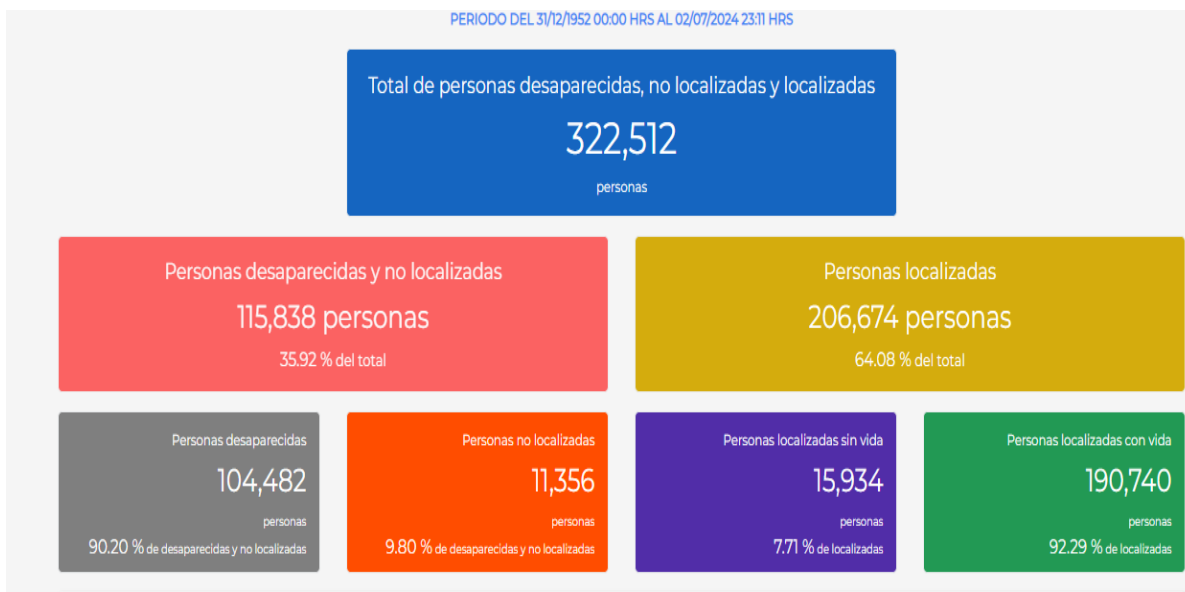 PERIODO DEL 31/12/1952 00:00 HRS AL 02/07/2024 23:11 HRS
Total de personas desaparecidas, no localizadas y localizadas
322,512
personas
Personas desaparecidas y no localizadas
115,838 personas
35.92 % del total
Personas localizadas
206,674 personas
64.08 % del total
Personas desaparecidas
104,482
personas
90.20 % de desaparecidas y no localizadas
Personas no localizadas
11,356
personas
9.80 % de desaparecidas y no localizadas
Personas localizadas sin vida
15,934
personas
7.71 % de localizadas
Personas localizadas con vida
190,740
personas
92.29 % de localizadas